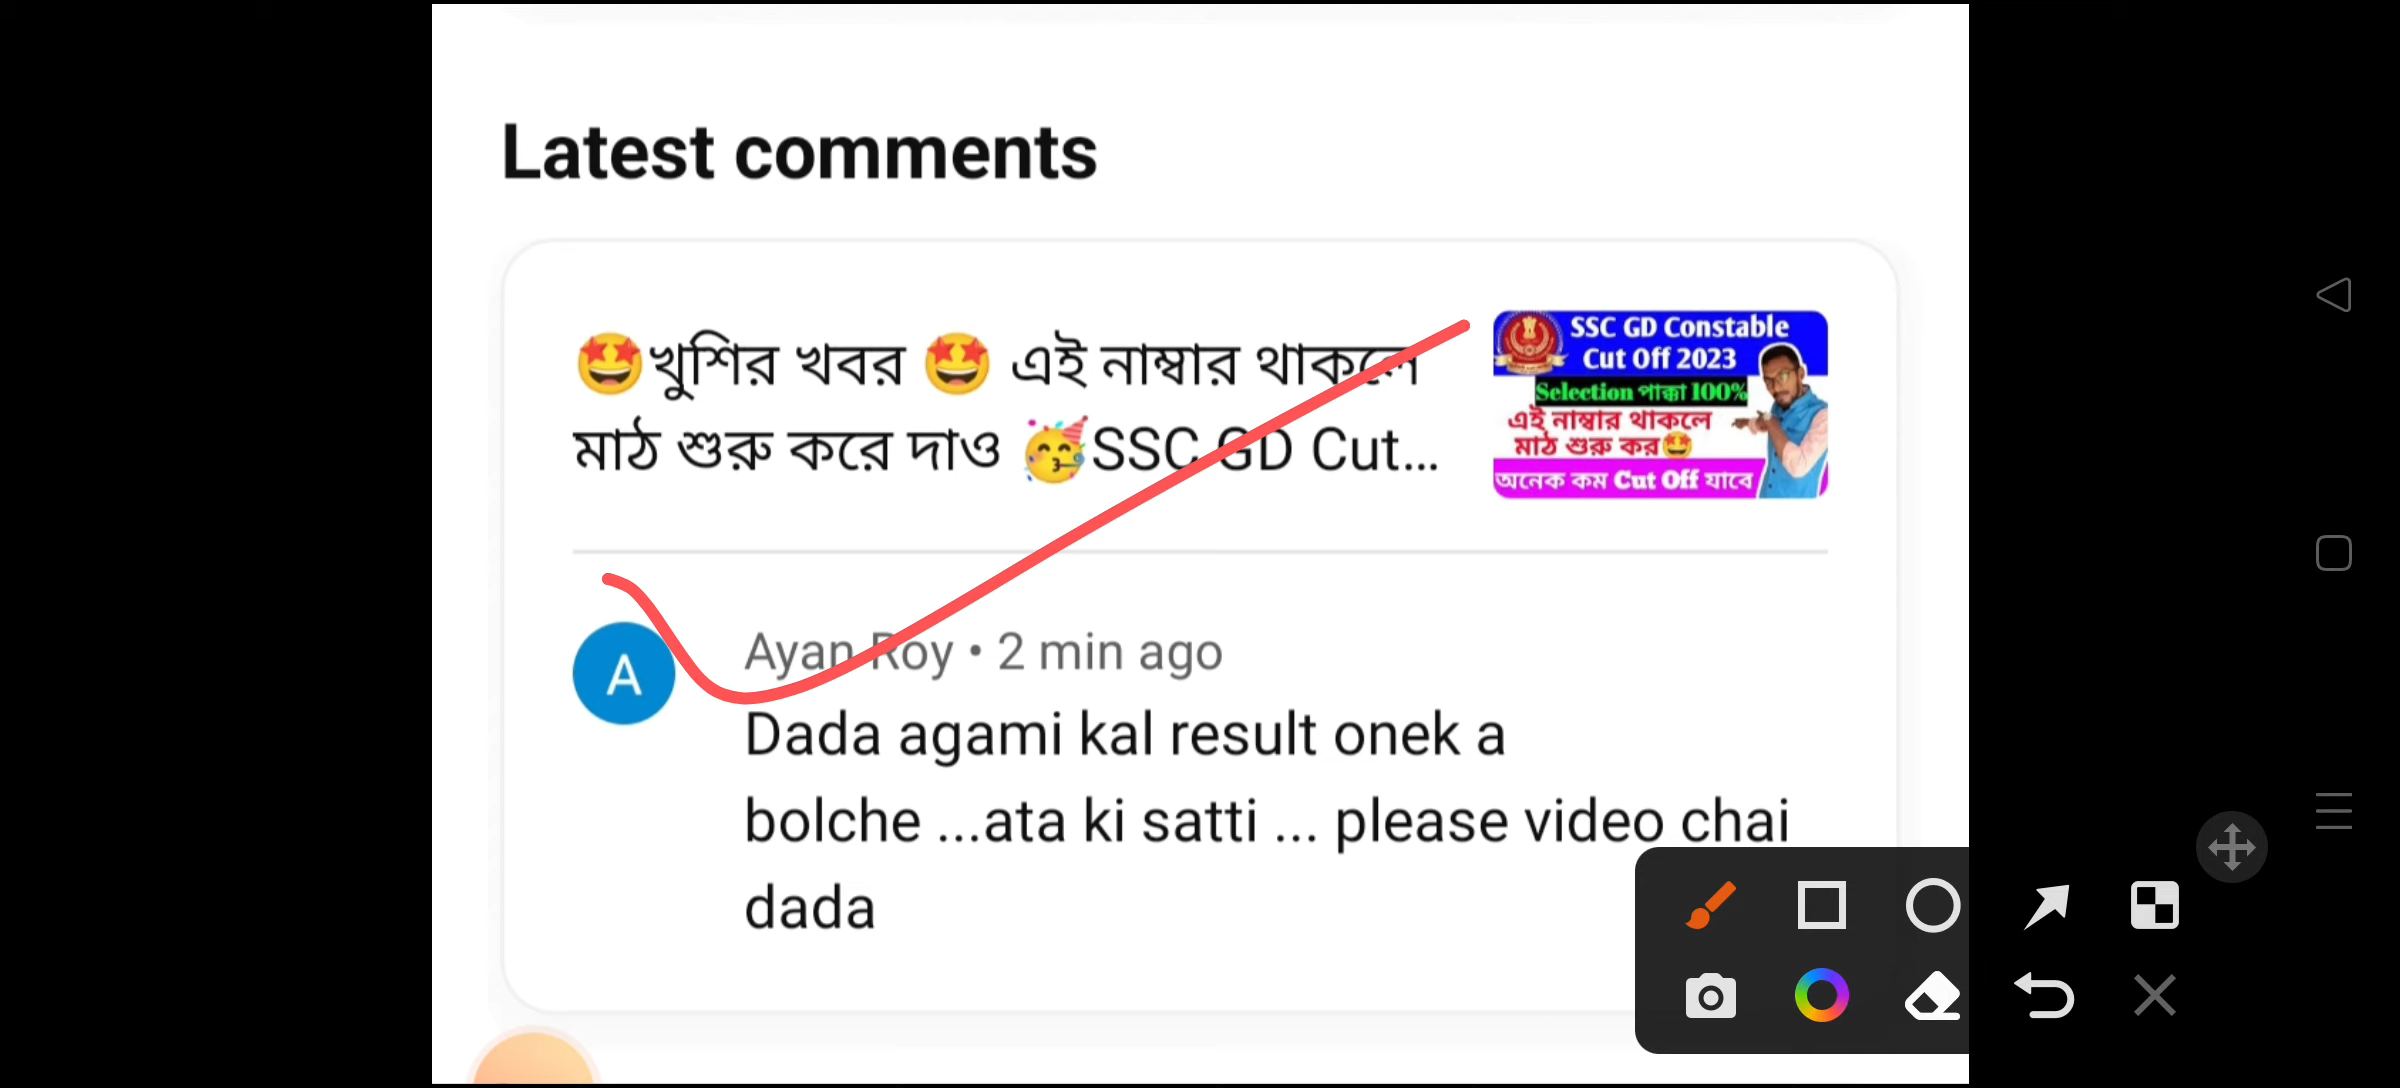 Latest comments
🤩খুশির খবর 🤩 এই নাম্বার থাকলে
মাঠ শুরু করে দাও 🥳SSC GD Cut...
SSC GD Constable
Cut Off 2023
Selection পাক্কা 100%
এই নাম্বার থাকলে
মাঠ শুরু কর🤩
অনেক কম Cut Off যাবে
A
Ayan Roy • 2 min ago
Dada agami kal result onek a
bolche ...ata ki satti ... please video chai
dada